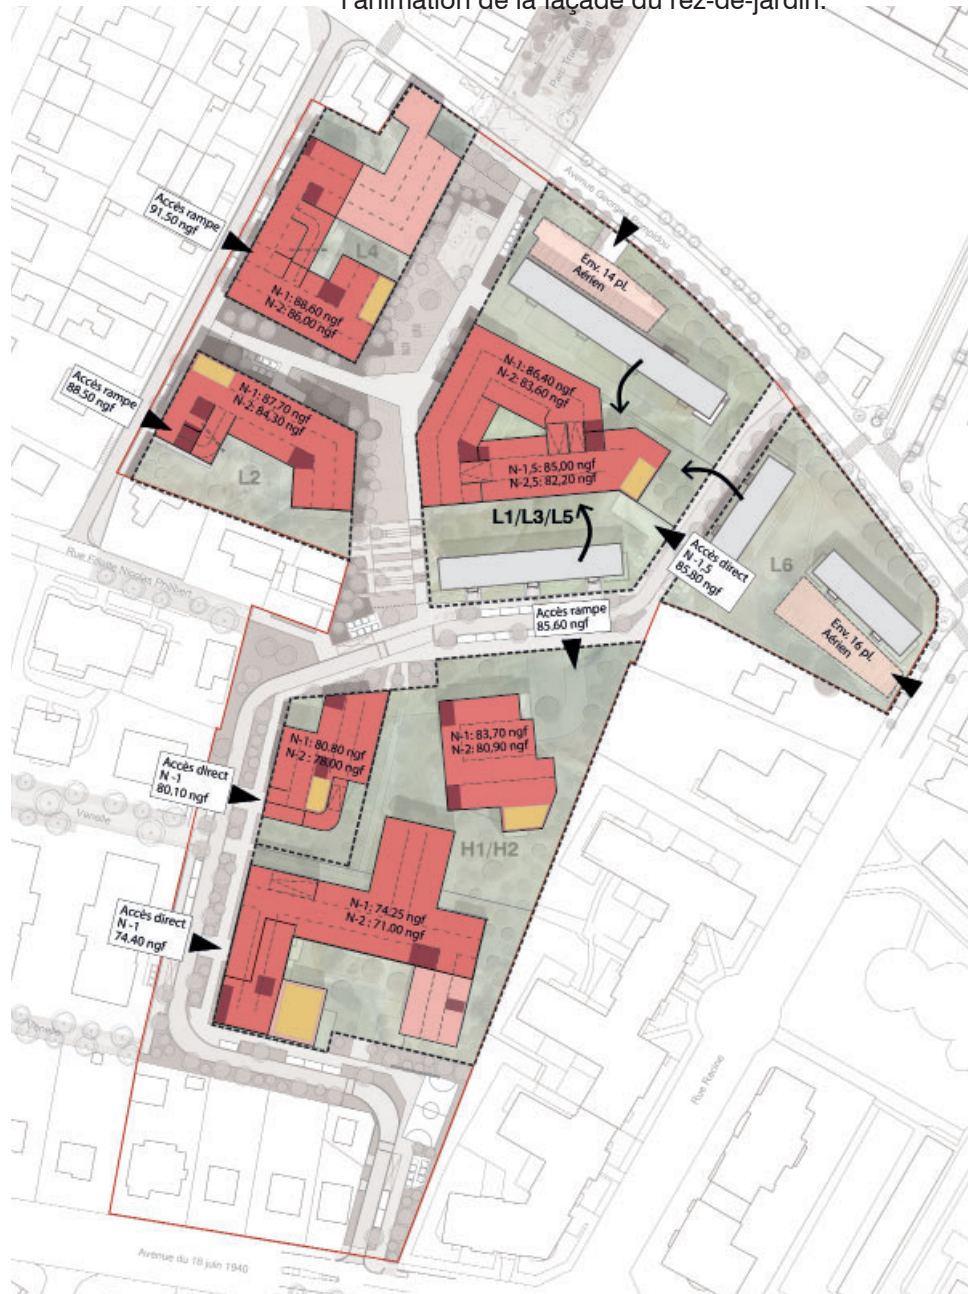 l'animation de la façade du rez-de-jardin.
Avenue Georges Pompidou
Accès rampe
91.50 ngf
L4
Env. 14 pl.
Aérien
N-1: 88,60 ngf
N-2: 86,00 ngf
Accès rampe
88.50 ngf
N-1: 87,70 ngf
N-2: 84,30 ngf
N-1: 86,40 ngf
N-2: 83,60 ngf
L2
N-1,5: 85,00 ngf
N-2,5: 82,20 ngf
L1/L3/L5
Accès direct
N -1,5
85.80 ngf
L6
Rue Emile Nicolas Philibert
Accès rampe
85.60 ngf
Env. 16 pl.
Aérien
N-1: 80.80 ngf
N-2 : 78,00 ngf
N-1: 83,70 ngf
N-2: 80,90 ngf
Accès direct
N -1
80.10 ngf
Venelle
H1/H2
N-1: 74.25 ngf
N-2 : 71.00 ngf
Accès direct
N -1
74.40 ngf
Venelle
Avenue du 18 juin 1940